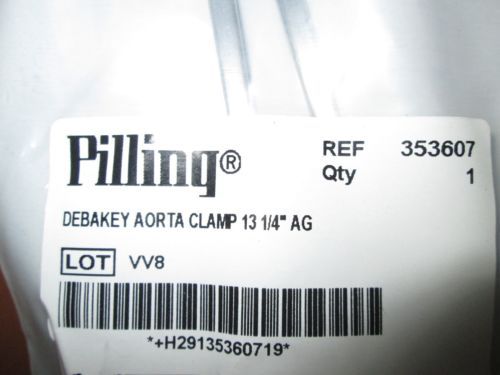 Pilling® REF 353607
Qty 1
DEBAKEY AORTA CLAMP 13 1/4" AG
LOT VV8
*+H29135360719*